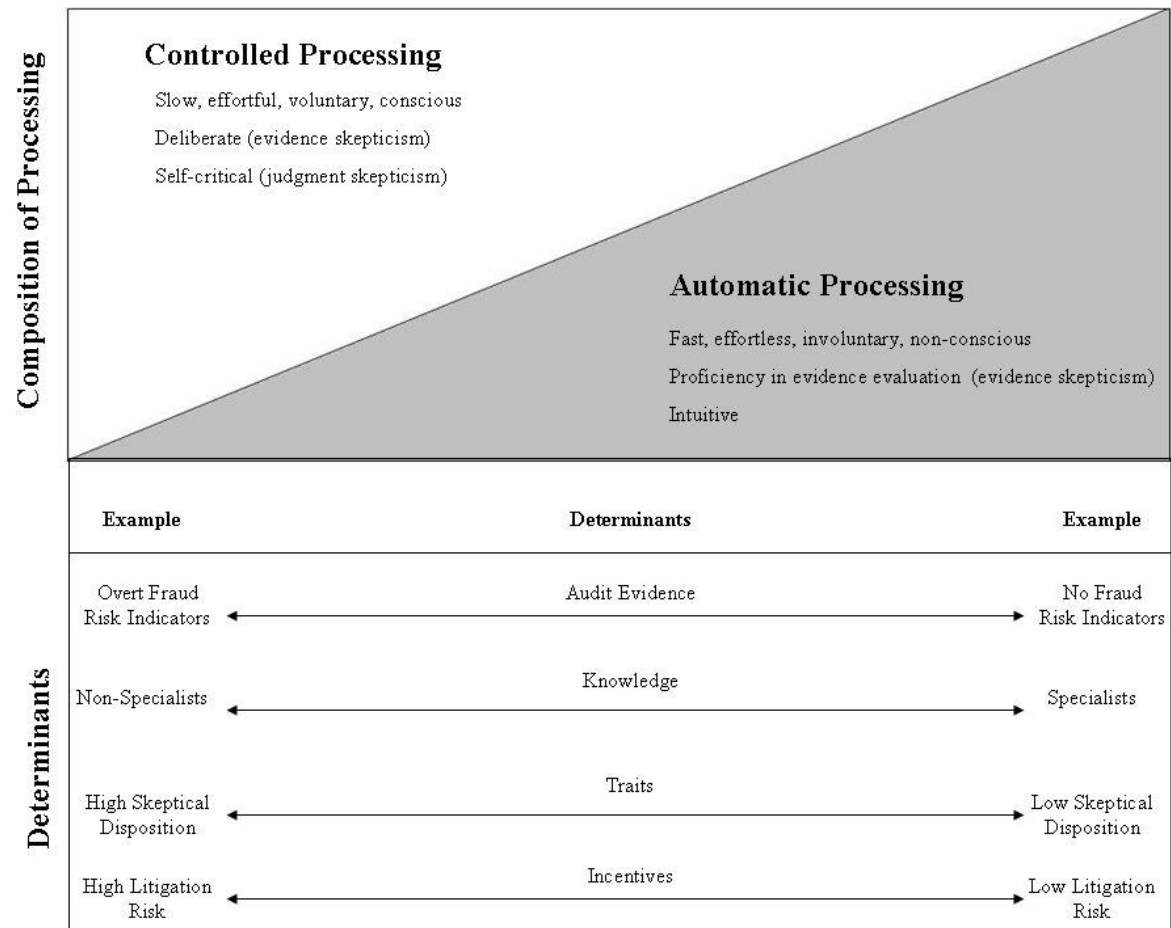 Composition of Processing
Controlled Processing
Slow, effortful, voluntary, conscious
Deliberate (evidence skepticism)
Self-critical (judgment skepticism)
Automatic Processing
Fast, effortless, involuntary, non-conscious
Proficiency in evidence evaluation (evidence skepticism)
Intuitive
Example
Determinants
Example
Determinants
Overt Fraud
Risk Indicators
Audit Evidence
No Fraud
Risk Indicators
Non-Specialists
Knowledge
Specialists
High Skeptical
Disposition
Traits
Low Skeptical
Disposition
High Litigation
Risk
Incentives
Low Litigation
Risk